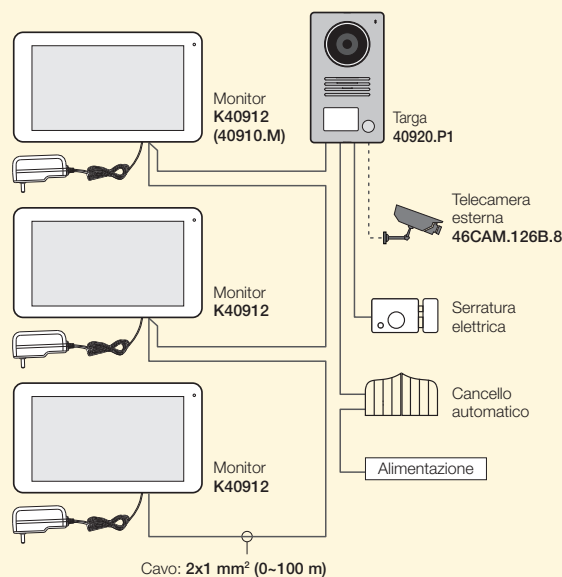 Monitor
K40912
(40910.M)
Targa
40920.P1
Telecamera
esterna
46CAM.126B.8
Monitor
K40912
Serratura
elettrica
Cancello
automatico
Monitor
K40912
Alimentazione
Cavo: 2x1 mm² (0~100 m)